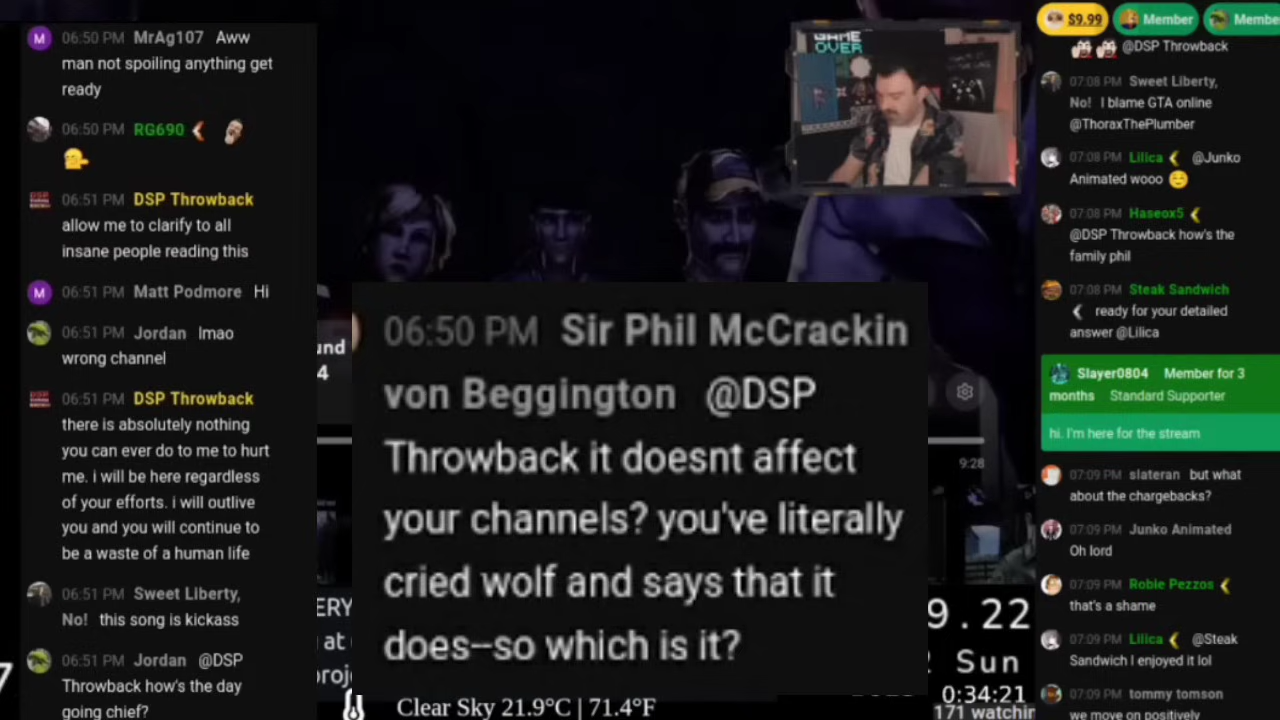 06:50 PM MrAg107 Aww
man not spoiling anything get
ready
06:50 PM RG690
06:51 PM DSP Throwback
allow me to clarify to all
insane people reading this
M 06:51 PM Matt Podmore Hi
06:51 PM Jordan lmao
wrong channel
06:51 PM DSP Throwback
there is absolutely nothing
you can ever do to me to hurt
me. i will be here regardless
of your efforts. i will outlive
you and you will continue to
be a waste of a human life
06:51 PM Sweet Liberty,
No! this song is kickass
06:51 PM Jordan @DSP
Throwback how's the day
going chief?
GAME
OVER
und
4
06:50 PM Sir Phil McCrackin
von Beggington @DSP
Throwback it doesnt affect
your channels? you've literally
cried wolf and says that it
does--so which is it?
9:28
ERY
at
proj
9.22
Sun
0:34:21
171 watchin
Clear Sky 21.9°C | 71.4°F
$9.99 Member Membe
@DSP Throwback
07:08 PM Sweet Liberty,
No! I blame GTA online
@ThoraxThePlumber
07:08 PM Lilica @Junko
Animated wooo
07:08 PM Haseox5
@DSP Throwback how's the
family phil
07:08 PM Steak Sandwich
ready for your detailed
answer @Lilica
Slayer0804 Member for 3
months Standard Supporter
hi. I'm here for the stream
07:09 PM slateran but what
about the chargebacks?
07:09 PM Junko Animated
Oh lord
07:09 PM Robie Pezzos
that's a shame
07:09 PM Lilica @Steak
Sandwich I enjoyed it lol
07:09 PM tommy tomson
we move on positively